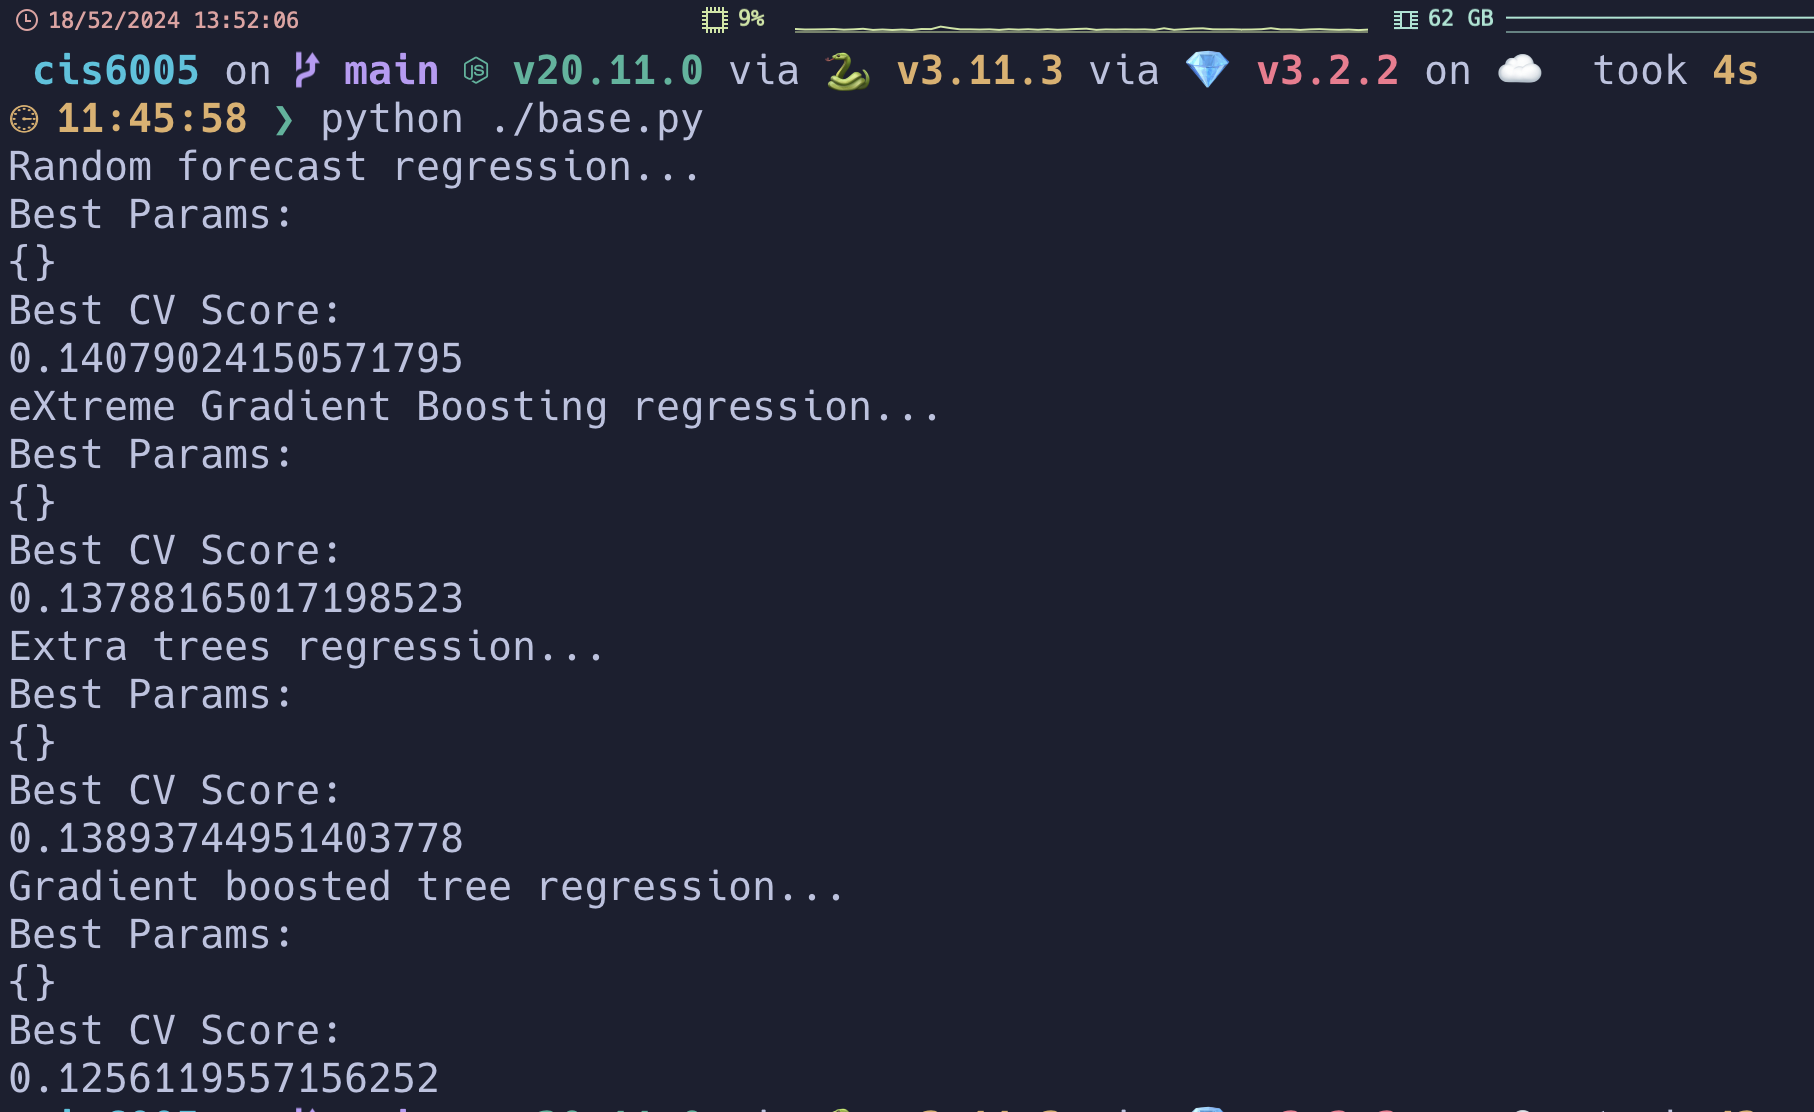 18/52/2024 13:52:06 9% 62 GB
cis6005 on main v20.11.0 via v3.11.3 via v3.2.2 on took 4s
11:45:58 ❯ python ./base.py
Random forecast regression...
Best Params:
{}
Best CV Score:
0.14079024150571795
eXtreme Gradient Boosting regression...
Best Params:
{}
Best CV Score:
0.13788165017198523
Extra trees regression...
Best Params:
{}
Best CV Score:
0.13893744951403778
Gradient boosted tree regression...
Best Params:
{}
Best CV Score:
0.1256119557156252